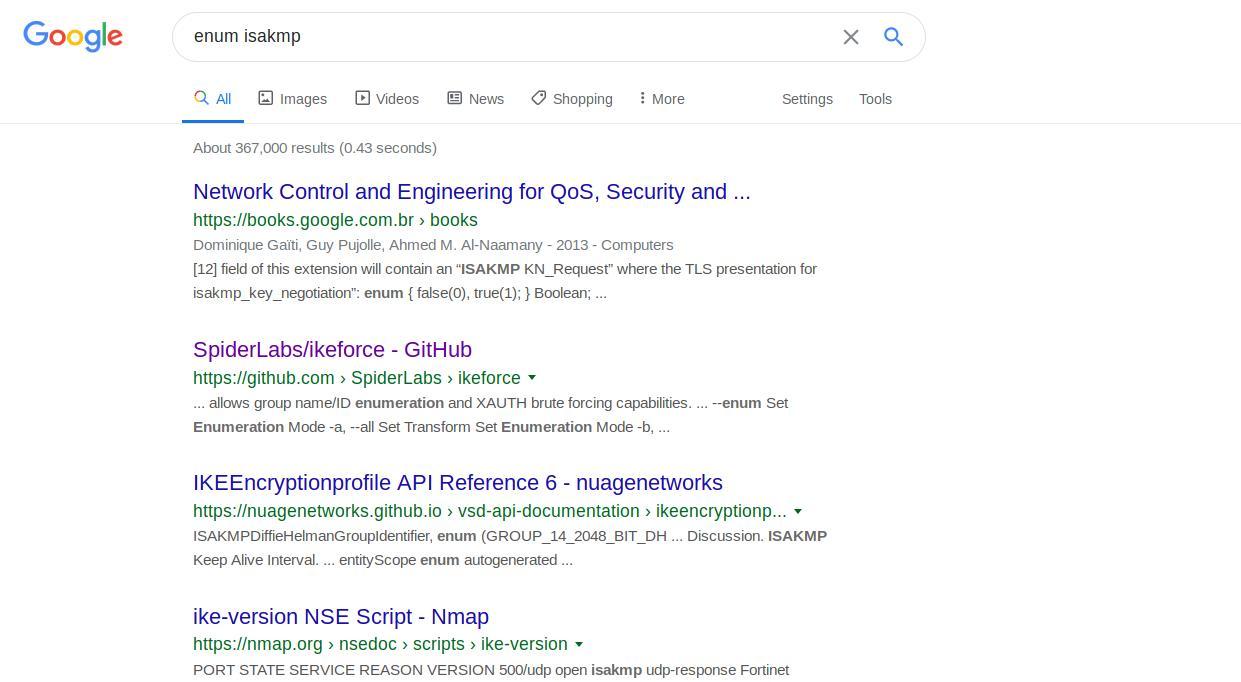 Google
enum isakmp
All Images Videos News Shopping More Settings Tools
About 367,000 results (0.43 seconds)
Network Control and Engineering for QoS, Security and ...
https://books.google.com.br › books
Dominique Gaïti, Guy Pujolle, Ahmed M. Al-Naamany - 2013 - Computers
[12] field of this extension will contain an “ISAKMP KN_Request” where the TLS presentation for
isakmp_key_negotiation”: enum { false(0), true(1); } Boolean; ...
SpiderLabs/ikeforce - GitHub
https://github.com › SpiderLabs › ikeforce
... allows group name/ID enumeration and XAUTH brute forcing capabilities. ... --enum Set
Enumeration Mode -a, --all Set Transform Set Enumeration Mode -b, ...
IKEEncryptionprofile API Reference 6 - nuagenetworks
https://nuagenetworks.github.io › vsd-api-documentation › ikeencryptionp...
ISAKMPDiffieHelmanGroupIdentifier, enum (GROUP_14_2048_BIT_DH ... Discussion. ISAKMP
Keep Alive Interval. ... entityScope enum autogenerated ...
ike-version NSE Script - Nmap
https://nmap.org › nsedoc › scripts › ike-version
PORT STATE SERVICE REASON VERSION 500/udp open isakmp udp-response Fortinet